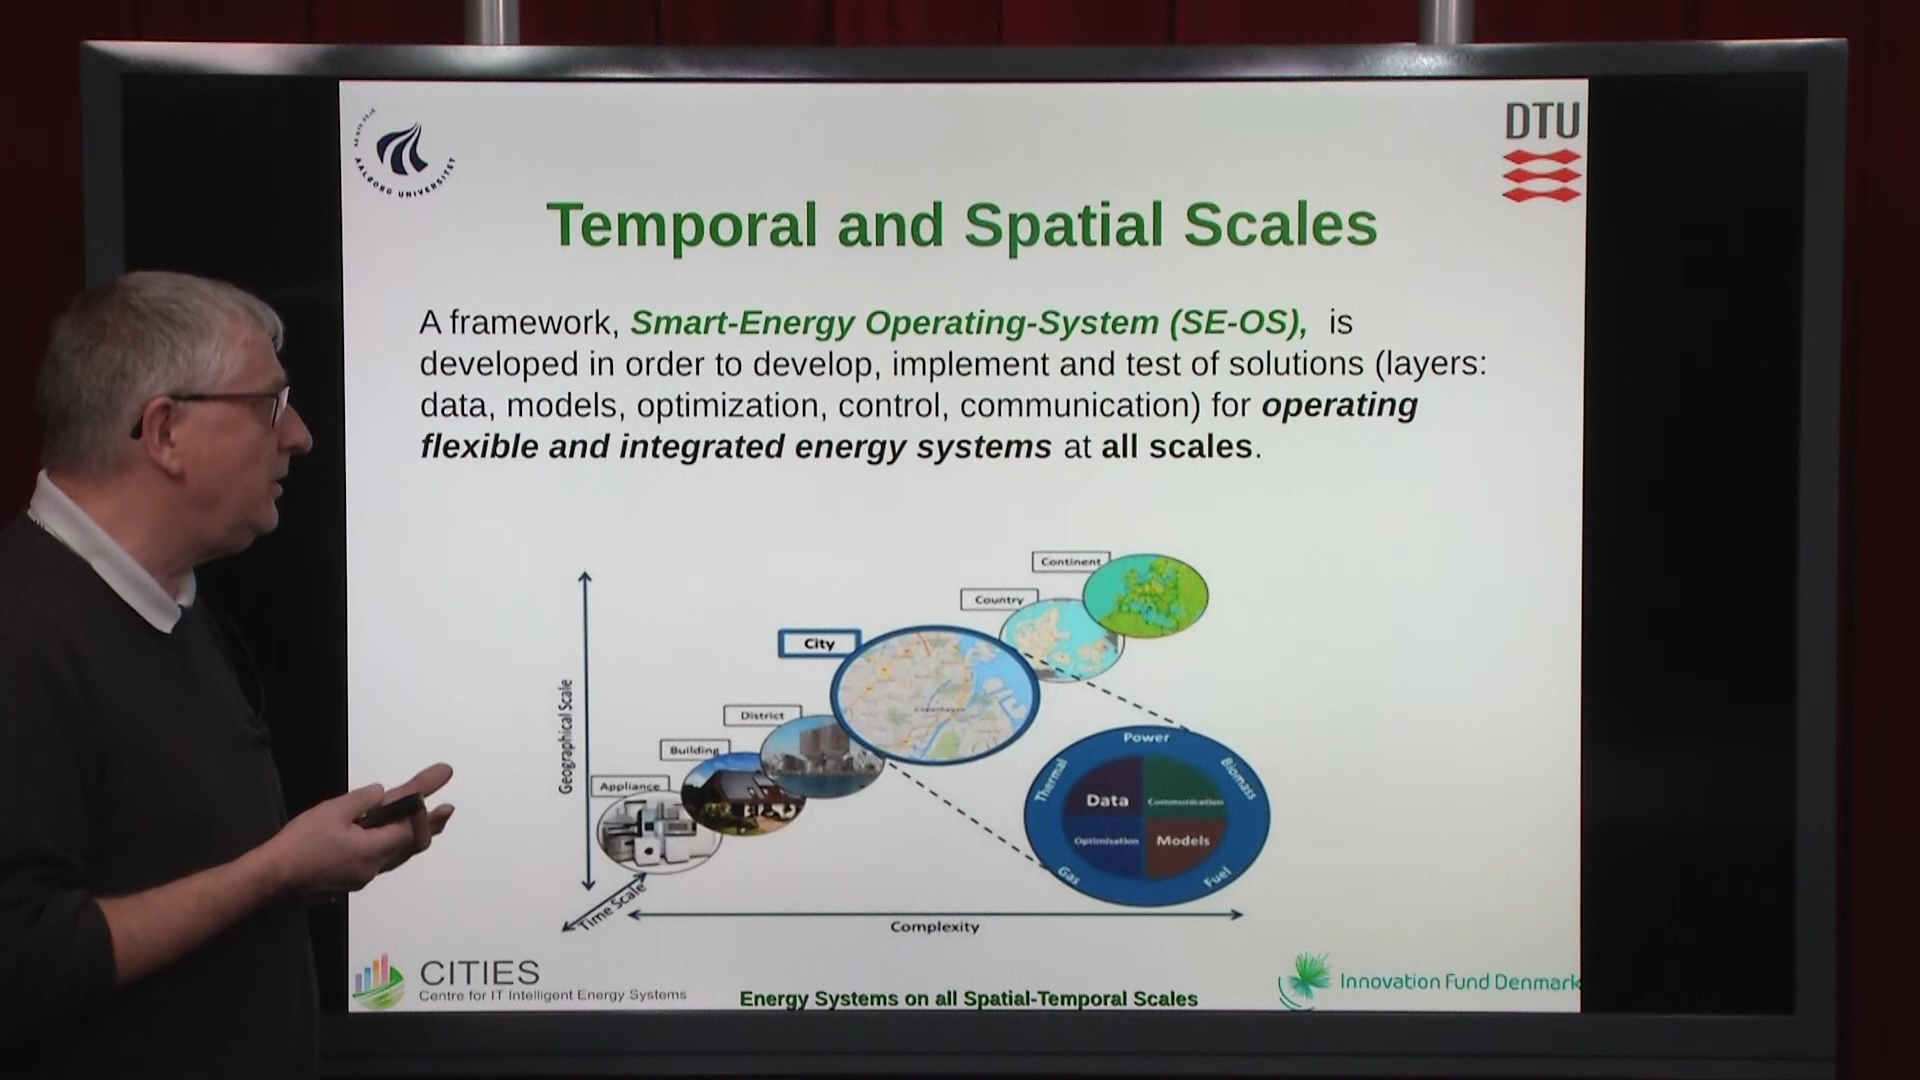 AALBORG UNIVERSITET
DTU
Temporal and Spatial Scales
A framework, Smart-Energy Operating-System (SE-OS), is
developed in order to develop, implement and test of solutions (layers:
data, models, optimization, control, communication) for operating
flexible and integrated energy systems at all scales.
Continent
Country
City
District
Building
Appliance
Geographical Scale
Time Scale
Complexity
Copenhagen
Power
Thermal
Biomass
Data
Communication
Optimisation
Models
Gas
Fuel
CITIES
Centre for IT Intelligent Energy Systems
Energy Systems on all Spatial-Temporal Scales
Innovation Fund Denmark